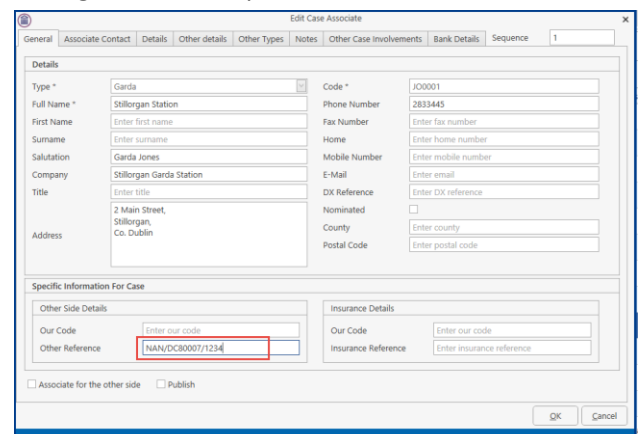 Edit Case Associate
General Associate Contact Details Other details Other Types Notes Other Case Involvements Bank Details Sequence 1
Details
Type * Garda Code * JO0001
Full Name * Stillorgan Station Phone Number 2833445
First Name Enter first name Fax Number Enter fax number
Surname Enter surname Home Enter home number
Salutation Garda Jones Mobile Number Enter mobile number
Company Stillorgan Garda Station E-Mail Enter email
Title Enter title DX Reference Enter DX reference
2 Main Street, Nominated
Stillorgan,
Address Co. Dublin County Enter county
Postal Code Enter postal code
Specific Information For Case
Other Side Details Insurance Details
Our Code Enter our code Our Code Enter our code
Other Reference NAN/DC80007/1234 Insurance Reference Enter insurance reference
Associate for the other side Publish
OK Cancel